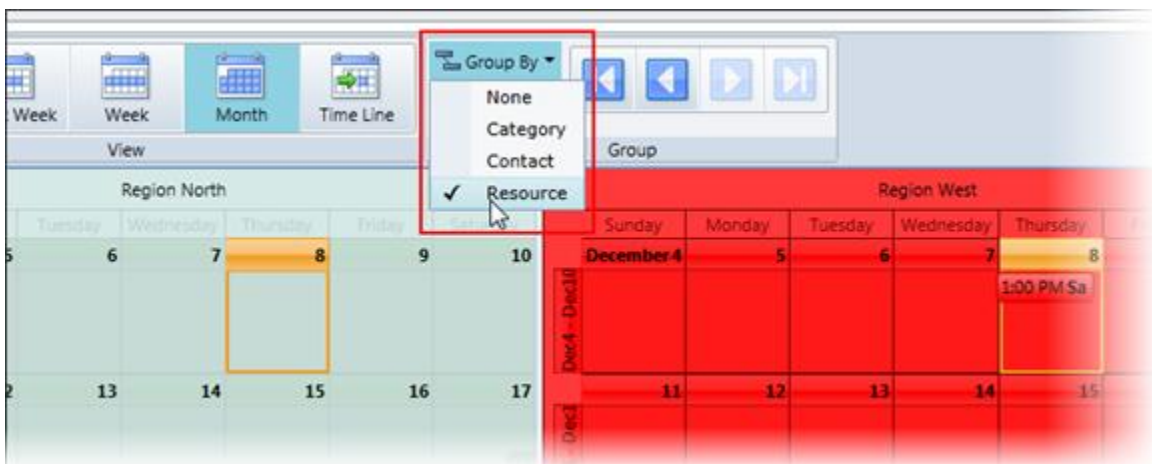 Group By
None
Category
Contact
Resource
Week Week Month Time Line
View Group
Region North Region West
Tuesday Wednesday Thursday Friday Sunday Monday Tuesday Wednesday Thursday
6 7 8 9 10 December 4 5 6 7 8
Dec4 - Dec10
1:00 PM Sa
2 13 14 15 16 17 11 12 13 14 15